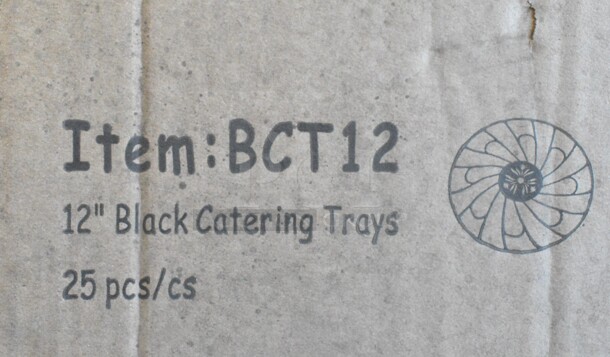 Item:BCT12
12" Black Catering Trays
25 pcs/cs